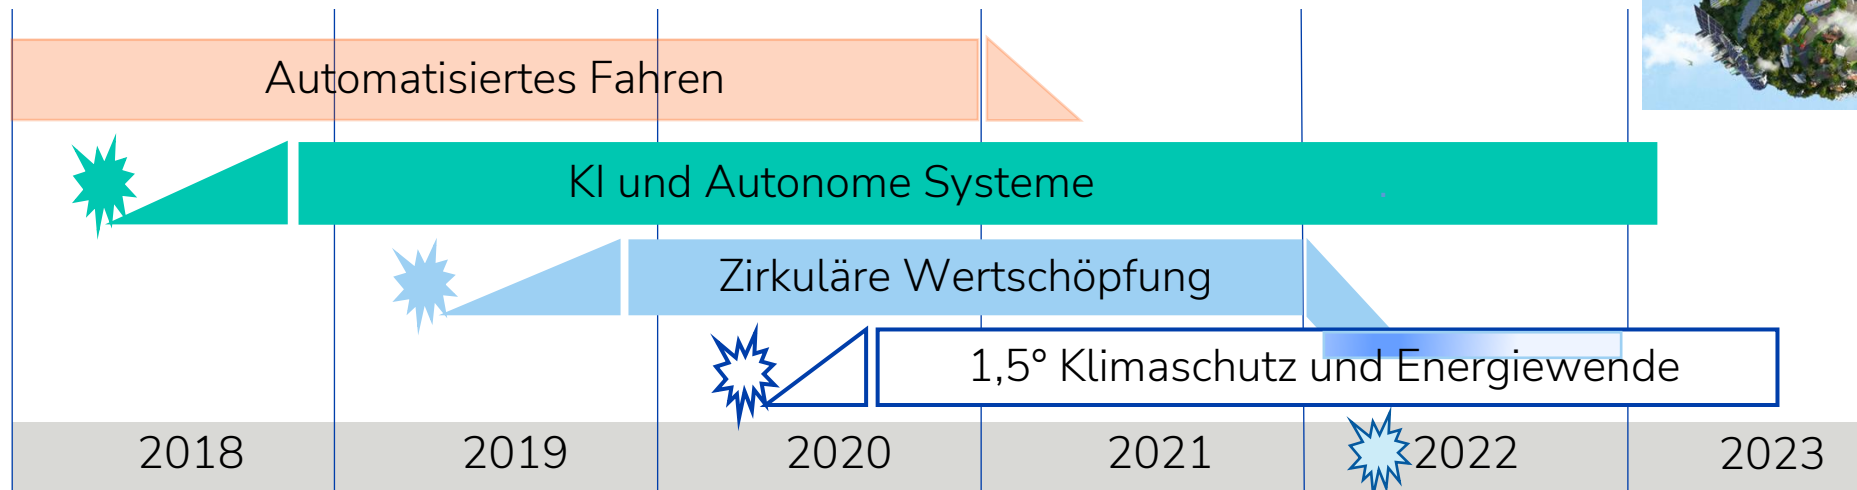 Automatisiertes Fahren
KI und Autonome Systeme
Zirkuläre Wertschöpfung
1,5° Klimaschutz und Energiewende
2018 2019 2020 2021 2022 2023